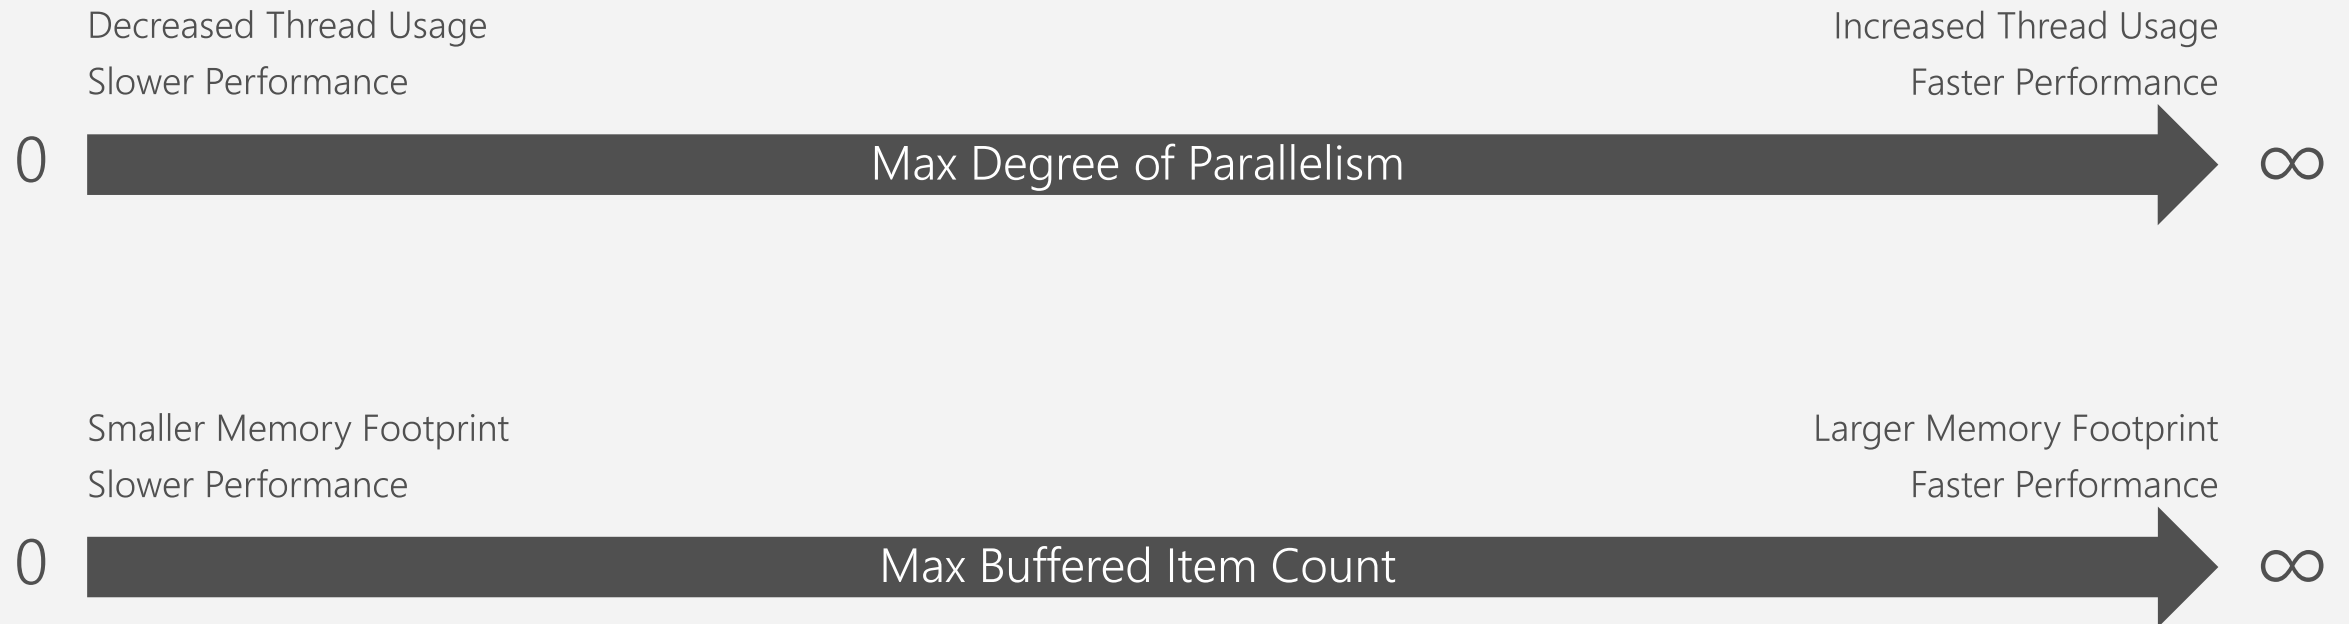 Decreased Thread Usage
Increased Thread Usage
Slower Performance
Faster Performance
0
Max Degree of Parallelism
∞
Smaller Memory Footprint
Larger Memory Footprint
Slower Performance
Faster Performance
0
Max Buffered Item Count
∞